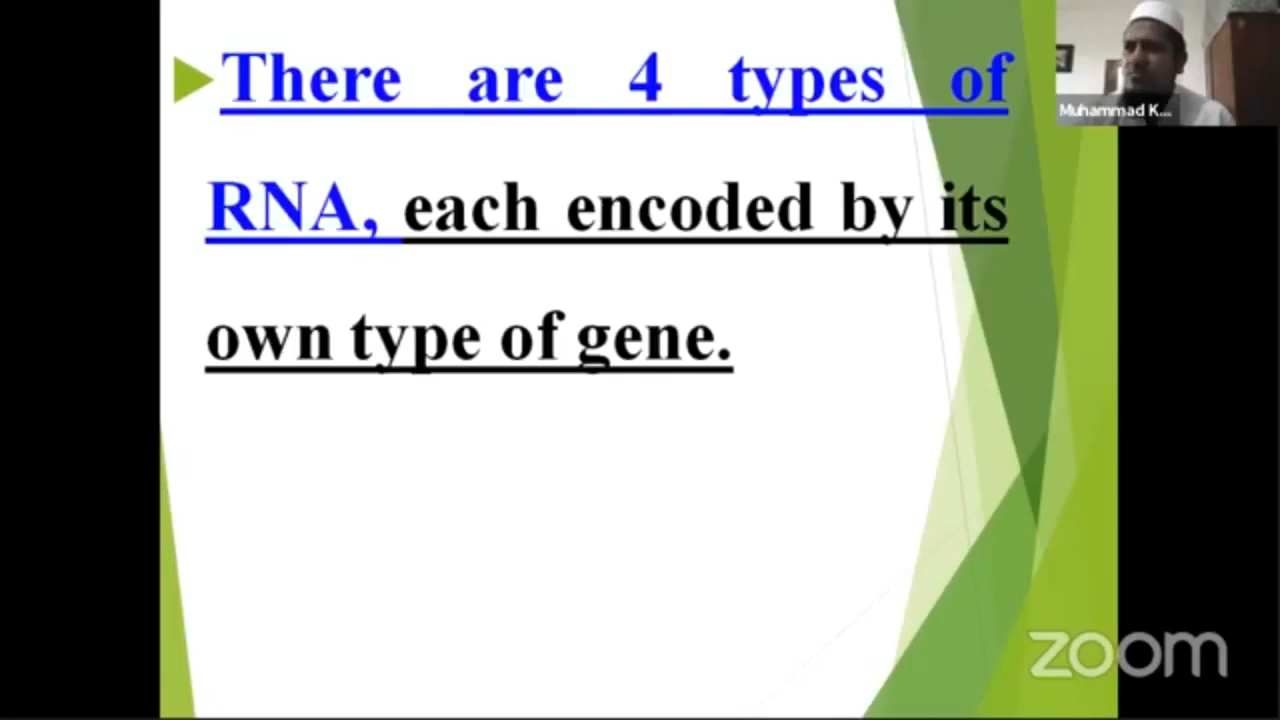 There are 4 types of
RNA, each encoded by its
own type of gene.
Muhammad K...
zoom